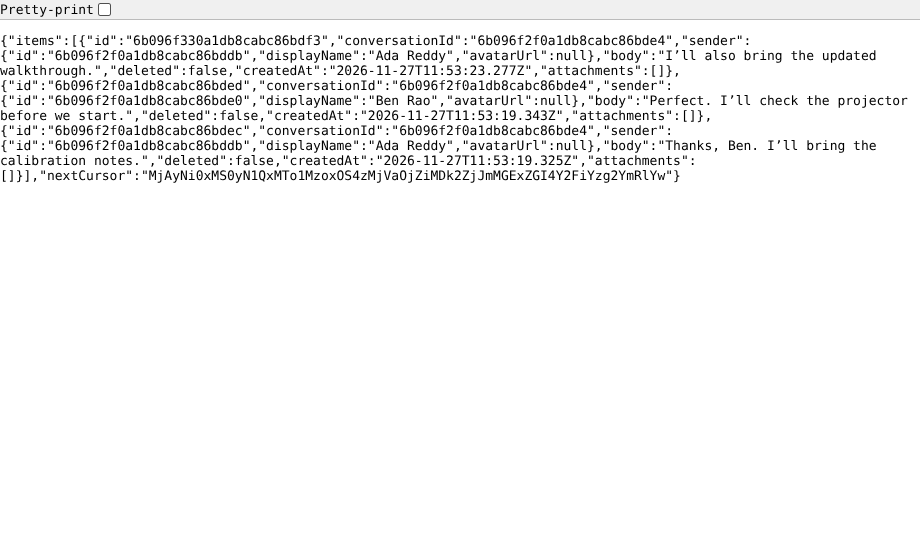 Pretty-print
{"items":[{"id":"6b096f330a1db8cabc86bdf3","conversationId":"6b096f2f0a1db8cabc86bde4","sender":
{"id":"6b096f2f0a1db8cabc86bddb","displayName":"Ada Reddy","avatarUrl":null},"body":"I’ll also bring the updated
walkthrough.","deleted":false,"createdAt":"2026-11-27T11:53:23.277Z","attachments":[]},
{"id":"6b096f2f0a1db8cabc86bded","conversationId":"6b096f2f0a1db8cabc86bde4","sender":
{"id":"6b096f2f0a1db8cabc86bde0","displayName":"Ben Rao","avatarUrl":null},"body":"Perfect. I’ll check the projector
before we start.","deleted":false,"createdAt":"2026-11-27T11:53:19.343Z","attachments":[]},
{"id":"6b096f2f0a1db8cabc86bdec","conversationId":"6b096f2f0a1db8cabc86bde4","sender":
{"id":"6b096f2f0a1db8cabc86bddb","displayName":"Ada Reddy","avatarUrl":null},"body":"Thanks, Ben. I’ll bring the
calibration notes.","deleted":false,"createdAt":"2026-11-27T11:53:19.325Z","attachments":
[]}],"nextCursor":"MjAyNi0xMS0yN1QxMTo1MzoxOS4zMjVaOjZiMDk2ZjJmMGExZGI4Y2FiYzg2YmRlYw"}